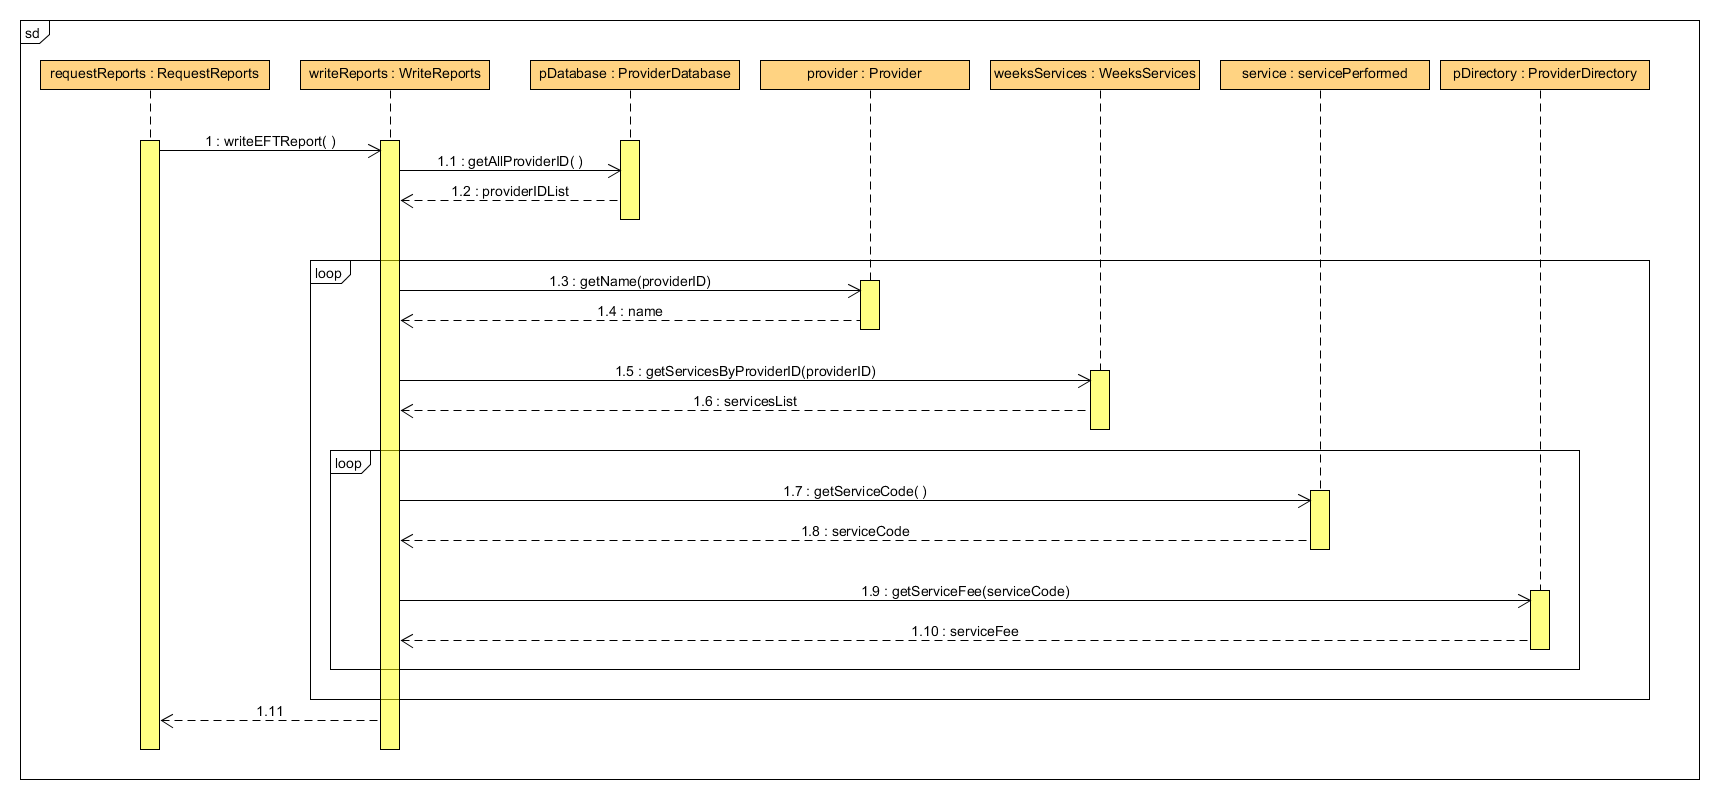 sd
requestReports : RequestReports
writeReports : WriteReports
pDatabase : ProviderDatabase
provider : Provider
weeksServices : WeeksServices
service : servicePerformed
pDirectory : ProviderDirectory
1 : writeEFTReport( )
1.1 : getAllProviderID( )
1.2 : providerIDList
loop
1.3 : getName(providerID)
1.4 : name
1.5 : getServicesByProviderID(providerID)
1.6 : servicesList
loop
1.7 : getServiceCode( )
1.8 : serviceCode
1.9 : getServiceFee(serviceCode)
1.10 : serviceFee
1.11